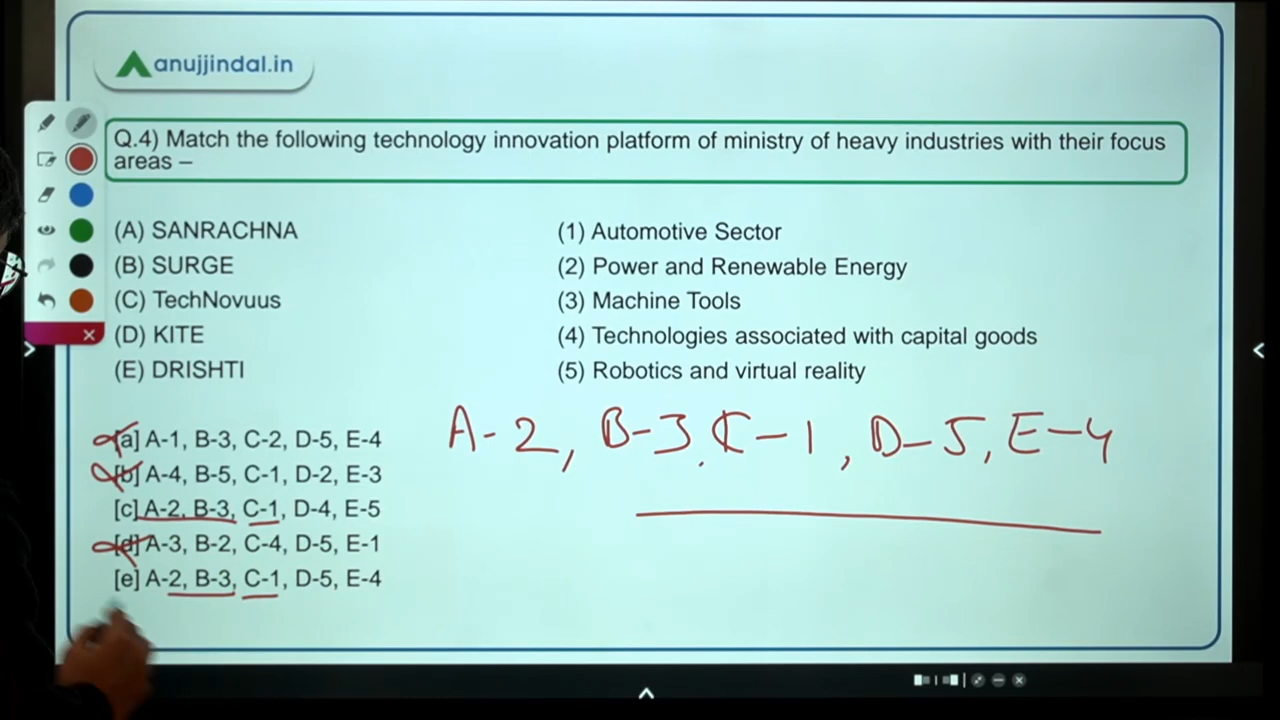 anujjindal.in
Q.4) Match the following technology innovation platform of ministry of heavy industries with their focus
areas –
(A) SANRACHNA
(1) Automotive Sector
(B) SURGE
(2) Power and Renewable Energy
(C) TechNovuus
(3) Machine Tools
(D) KITE
(4) Technologies associated with capital goods
(E) DRISHTI
(5) Robotics and virtual reality
A-2, B-3, C-1, D-5, E-4
[a] A-1, B-3, C-2, D-5, E-4
[b] A-4, B-5, C-1, D-2, E-3
[c] A-2, B-3, C-1, D-4, E-5
[d] A-3, B-2, C-4, D-5, E-1
[e] A-2, B-3, C-1, D-5, E-4